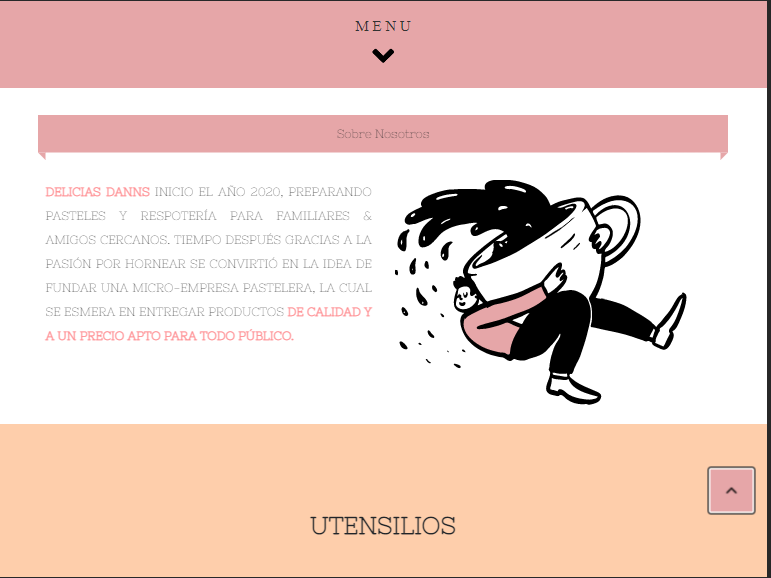 MENU
Sobre Nosotros
DELICIAS DANNS INICIO EL AÑO 2020, PREPARANDO
PASTELES Y RESPOTERÍA PARA FAMILIARES &
AMIGOS CERCANOS. TIEMPO DESPUÉS GRACIAS A LA
PASIÓN POR HORNEAR SE CONVIRTIÓ EN LA IDEA DE
FUNDAR UNA MICRO-EMPRESA PASTELERA, LA CUAL
SE ESMERA EN ENTREGAR PRODUCTOS DE CALIDAD Y
A UN PRECIO APTO PARA TODO PÚBLICO.
UTENSILIOS